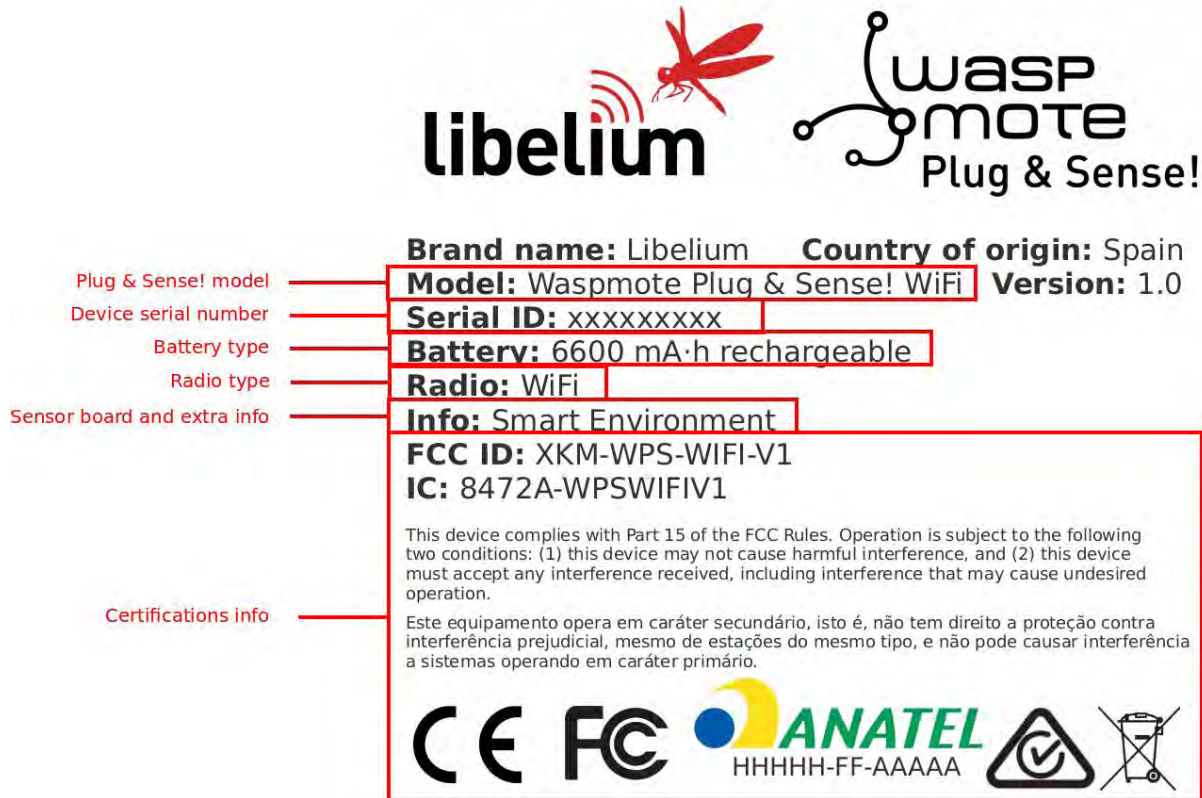 libelium
wasp
mote
Plug & Sense!
Brand name: Libelium Country of origin: Spain
Plug & Sense! model
Model: Waspmote Plug & Sense! WiFi Version: 1.0
Device serial number
Serial ID: xxxxxxxxx
Battery type
Battery: 6600 mA·h rechargeable
Radio type
Radio: WiFi
Sensor board and extra info
Info: Smart Environment
FCC ID: XKM-WPS-WIFI-V1
IC: 8472A-WPSWIFIV1
This device complies with Part 15 of the FCC Rules. Operation is subject to the following
two conditions: (1) this device may not cause harmful interference, and (2) this device
must accept any interference received, including interference that may cause undesired
operation.
Certifications info
Este equipamento opera em caráter secundário, isto é, não tem direito a proteção contra
interferência prejudicial, mesmo de estações do mesmo tipo, e não pode causar interferência
a sistemas operando em caráter primário.
CE FC ANATEL
HHHHH-FF-AAAAA